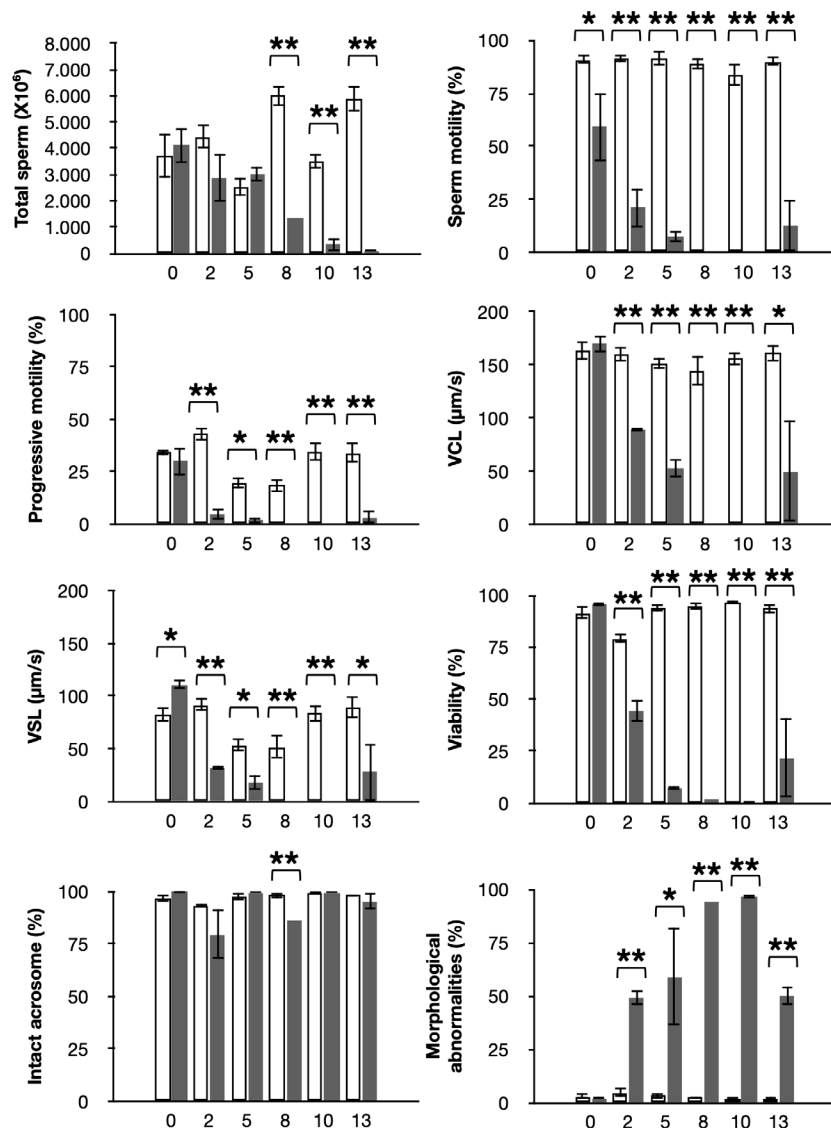 Total sperm (X10⁶)
8.000
7.000
6.000
5.000
4.000
3.000
2.000
1.000
0
** ** **
0 2 5 8 10 13
Sperm motility (%)
100
75
50
25
0
* ** ** ** ** **
0 2 5 8 10 13
Progressive motility (%)
100
75
50
25
0
** * ** ** **
0 2 5 8 10 13
VCL (µm/s)
200
150
100
50
0
** ** ** ** *
0 2 5 8 10 13
VSL (µm/s)
200
150
100
50
0
* ** * ** ** *
0 2 5 8 10 13
Viability (%)
100
75
50
25
0
** ** ** ** **
0 2 5 8 10 13
Intact acrosome (%)
100
75
50
25
0
**
0 2 5 8 10 13
Morphological
abnormalities (%)
100
75
50
25
0
** * ** ** **
0 2 5 8 10 13